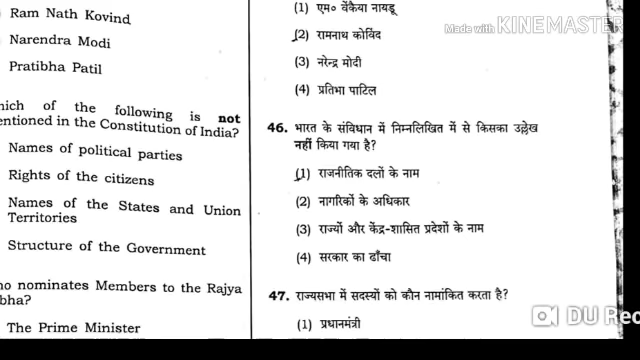 Ram Nath Kovind
Narendra Modi
Pratibha Patil
of the following is not
in the Constitution of India?
Names of political parties
Rights of the citizens
Names of the States and Union
Territories
Structure of the Government
nominates Members to the Rajya
The Prime Minister
(1) एम० वेंकैया नायडू
(2) रामनाथ कोविंद
(3) नरेन्द्र मोदी
(4) प्रतिभा पाटिल
46. भारत के संविधान में निम्नलिखित में से किसका उल्लेख
नहीं किया गया है?
(1) राजनीतिक दलों के नाम
(2) नागरिकों के अधिकार
(3) राज्यों और केंद्र-शासित प्रदेशों के नाम
(4) सरकार का ढाँचा
47. राज्यसभा में सदस्यों को कौन नामांकित करता है?
(1) प्रधानमंत्री
Made with KINEMASTER
DU Rec